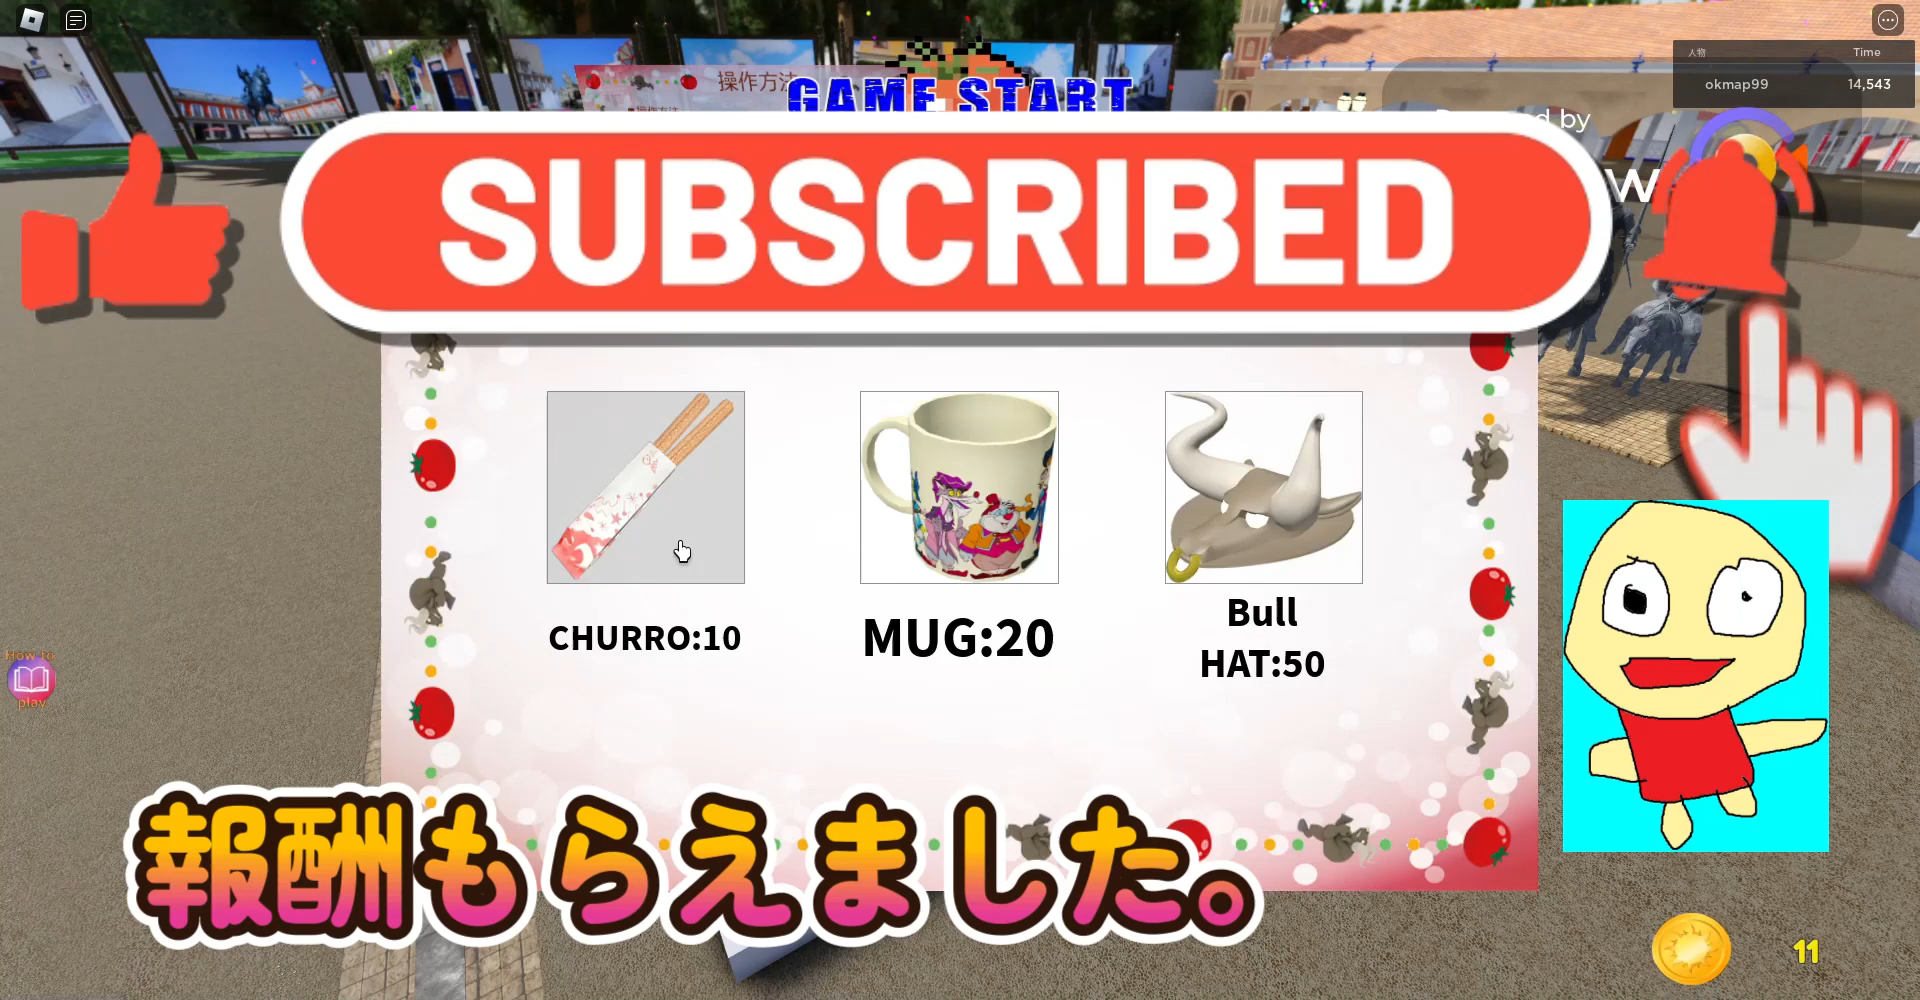 操作方法
GAME START
人物 Time
okmap99 14,543
by
SUBSCRIBED
CHURRO:10
MUG:20
Bull
HAT:50
How to
play
報酬もらえました。
11